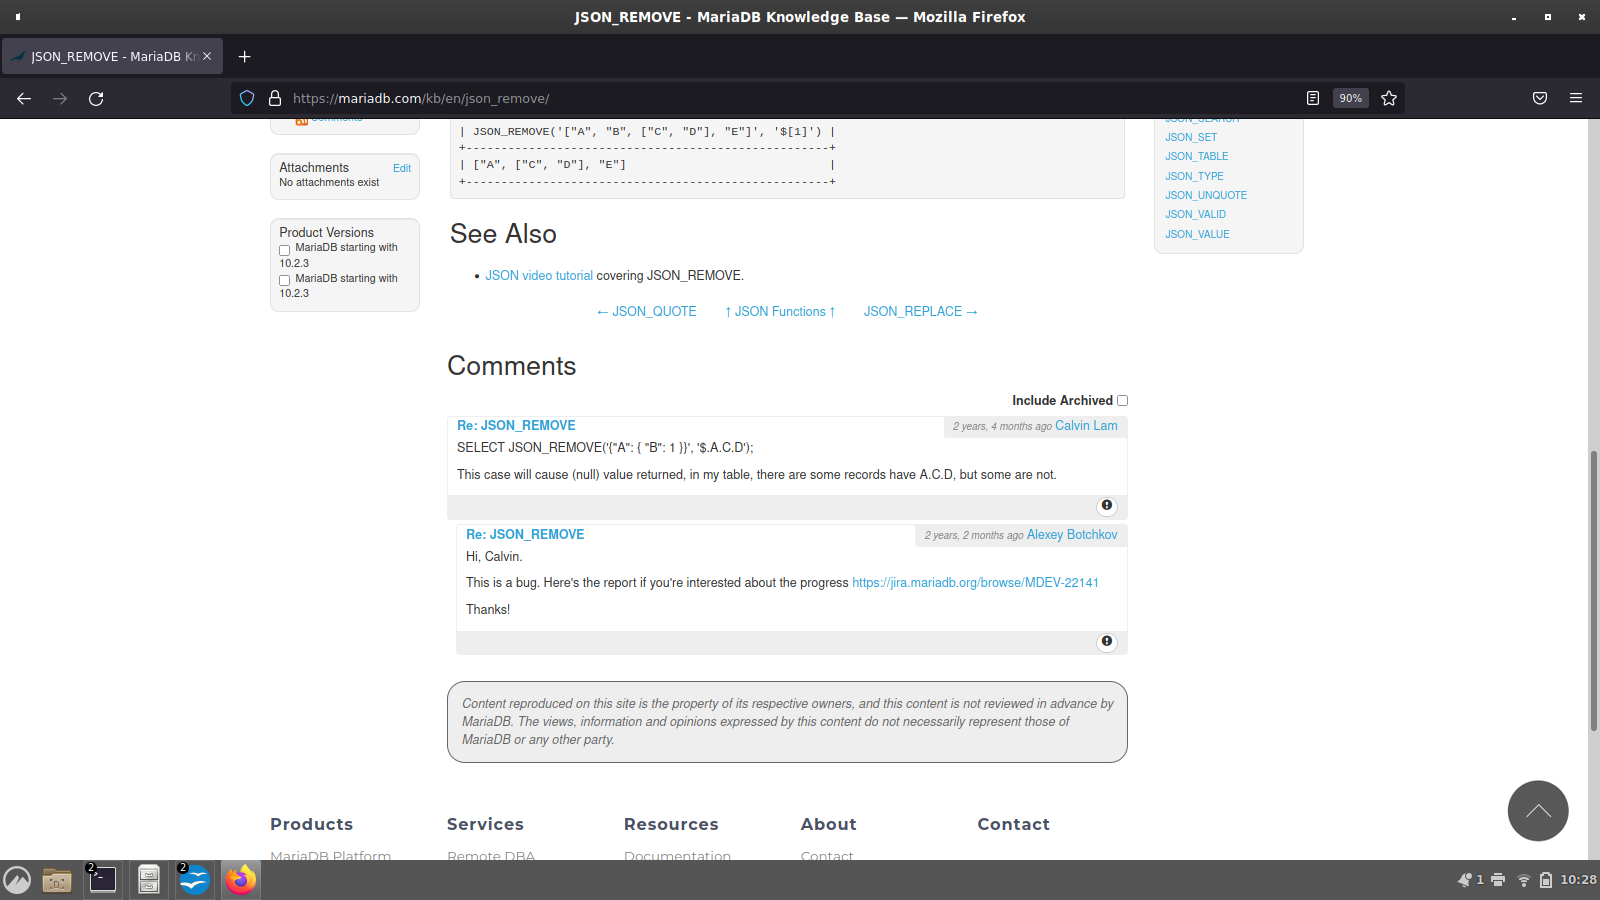 JSON_REMOVE - MariaDB Knowledge Base — Mozilla Firefox
JSON_REMOVE - MariaDB Kn
https://mariadb.com/kb/en/json_remove/
90%
Comments
Attachments
Edit
No attachments exist
Product Versions
MariaDB starting with
10.2.3
MariaDB starting with
10.2.3
| JSON_REMOVE('["A", "B", ["C", "D"], "E"]', '$[1]') |
+----------------------------------------------------+
| ["A", ["C", "D"], "E"]                             |
+----------------------------------------------------+
See Also
• JSON video tutorial covering JSON_REMOVE.
← JSON_QUOTE
↑ JSON Functions ↑
JSON_REPLACE →
JSON_SEARCH
JSON_SET
JSON_TABLE
JSON_TYPE
JSON_UNQUOTE
JSON_VALID
JSON_VALUE
Comments
Include Archived
Re: JSON_REMOVE
2 years, 4 months ago Calvin Lam
SELECT JSON_REMOVE('{"A": { "B": 1 }}', '$.A.C.D');
This case will cause (null) value returned, in my table, there are some records have A.C.D, but some are not.
Re: JSON_REMOVE
2 years, 2 months ago Alexey Botchkov
Hi, Calvin.
This is a bug. Here's the report if you're interested about the progress https://jira.mariadb.org/browse/MDEV-22141
Thanks!
Content reproduced on this site is the property of its respective owners, and this content is not reviewed in advance by
MariaDB. The views, information and opinions expressed by this content do not necessarily represent those of
MariaDB or any other party.
Products
Services
Resources
About
Contact
MariaDB Platform
Remote DBA
Documentation
Contact
2
2
1
10:28